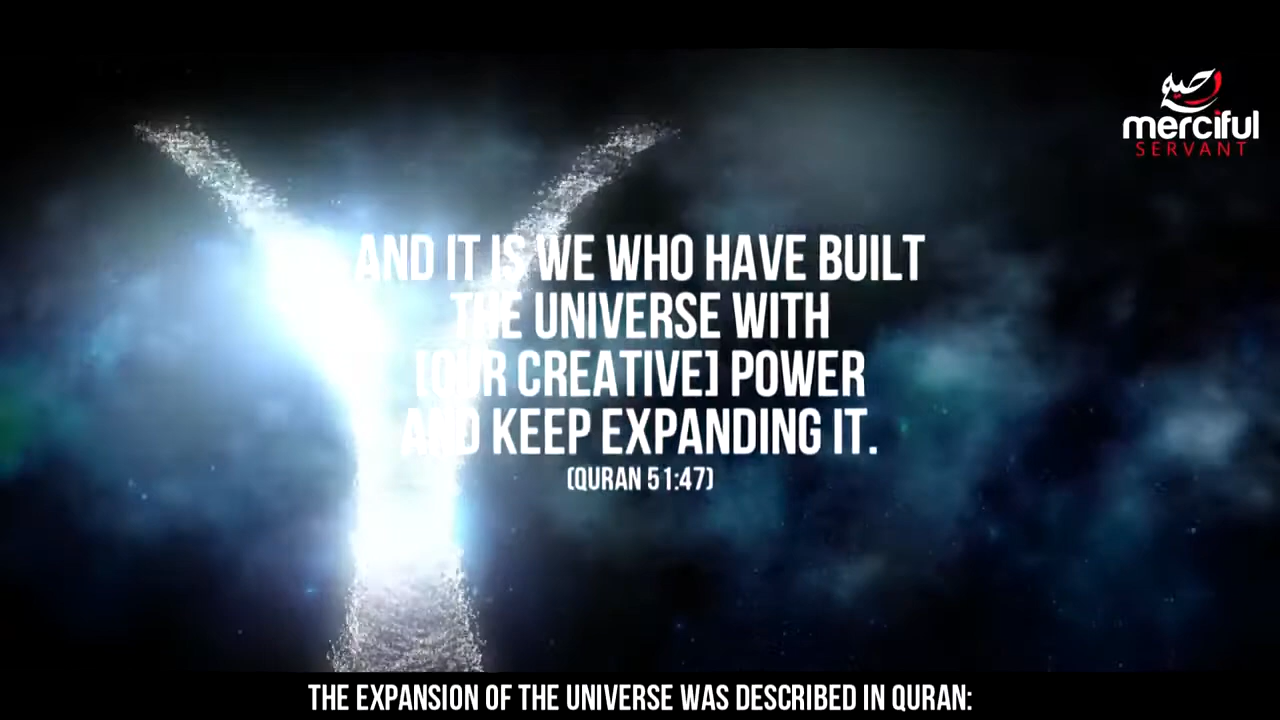 رحيم
merciful
SERVANT
AND IT IS WE WHO HAVE BUILT
THE UNIVERSE WITH
[OUR CREATIVE] POWER
AND KEEP EXPANDING IT.
(QURAN 51:47)
THE EXPANSION OF THE UNIVERSE WAS DESCRIBED IN QURAN: